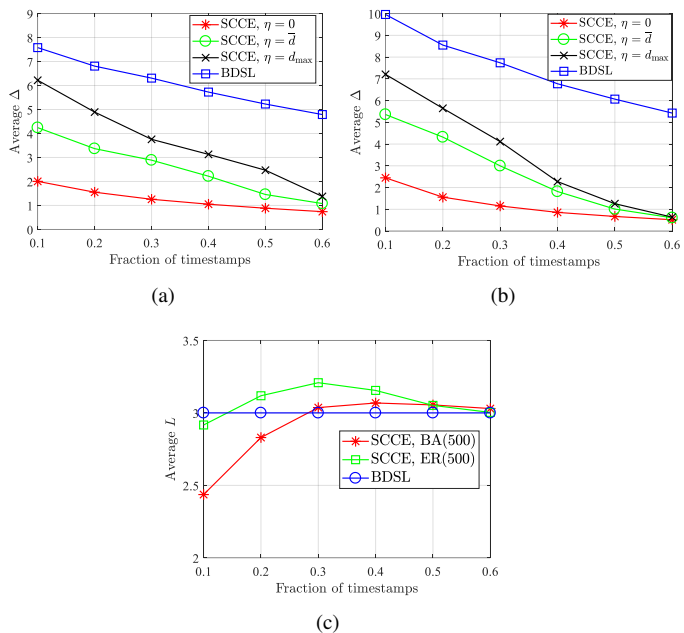 9
8
7
6
5
4
3
2
1
0
Average Δ
SCCE, η = 0
SCCE, η = d̅
SCCE, η = d_max
BDSL
0.1 0.2 0.3 0.4 0.5 0.6
Fraction of timestamps
(a)
10
9
8
7
6
5
4
3
2
1
0
Average Δ
SCCE, η = 0
SCCE, η = d̅
SCCE, η = d_max
BDSL
0.1 0.2 0.3 0.4 0.5 0.6
Fraction of timestamps
(b)
3.5
3
2.5
2
Average L
SCCE, BA(500)
SCCE, ER(500)
BDSL
0.1 0.2 0.3 0.4 0.5 0.6
Fraction of timestamps
(c)